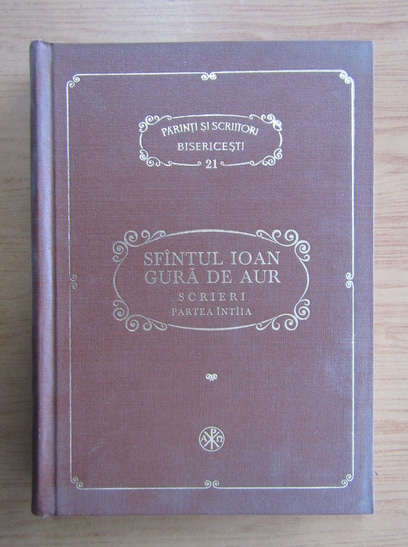 PĂRINȚI ȘI SCRIITORI
BISERICEȘTI
21
SFÎNTUL IOAN
GURĂ DE AUR
SCRIERI
PARTEA ÎNTÎIA
Α Ρ Ω